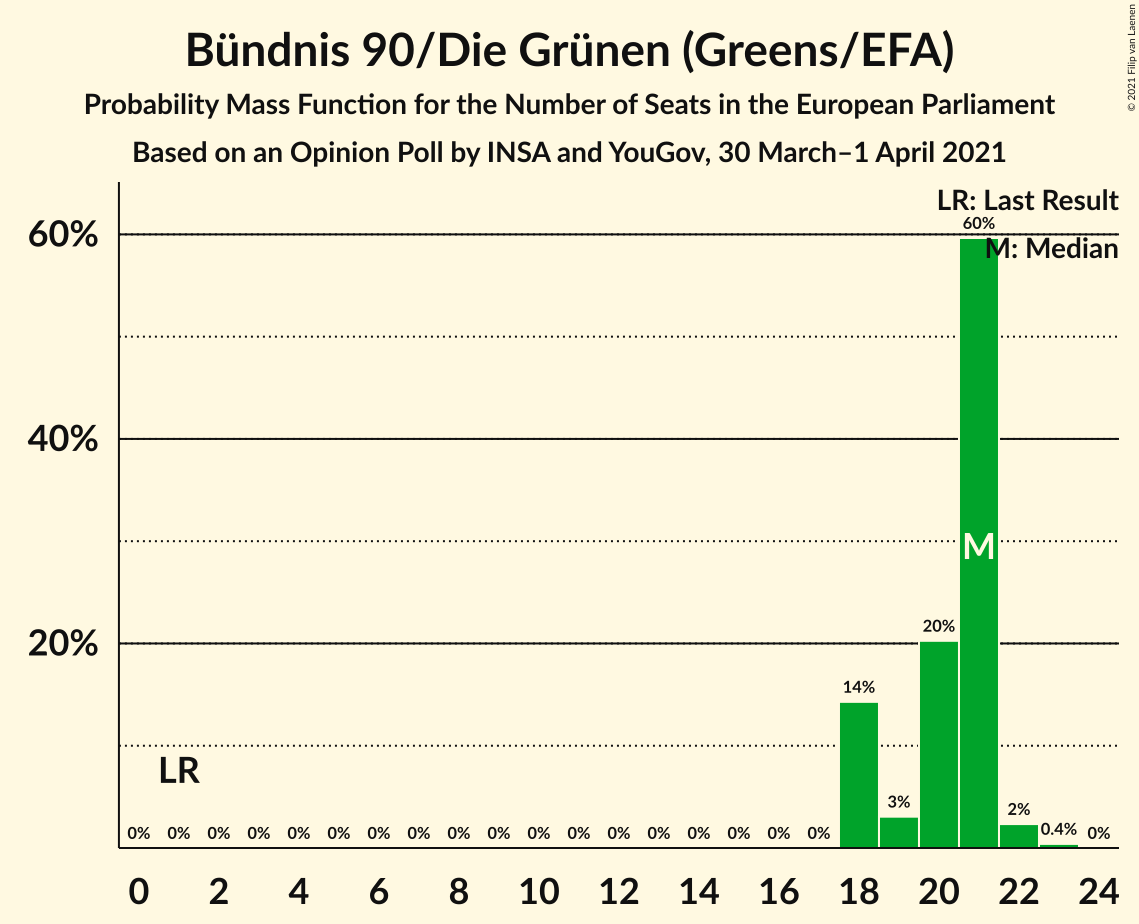 Bündnis 90/Die Grünen (Greens/EFA)
Probability Mass Function for the Number of Seats in the European Parliament
Based on an Opinion Poll by INSA and YouGov, 30 March–1 April 2021
© 2021 Filip van Laenen
LR: Last Result
M: Median
60%
60%
40%
M
20%
20%
14%
LR
3%
2%
0.4%
0% 0% 0% 0% 0% 0% 0% 0% 0% 0% 0% 0% 0% 0% 0% 0% 0% 0% 0%
0 2 4 6 8 10 12 14 16 18 20 22 24